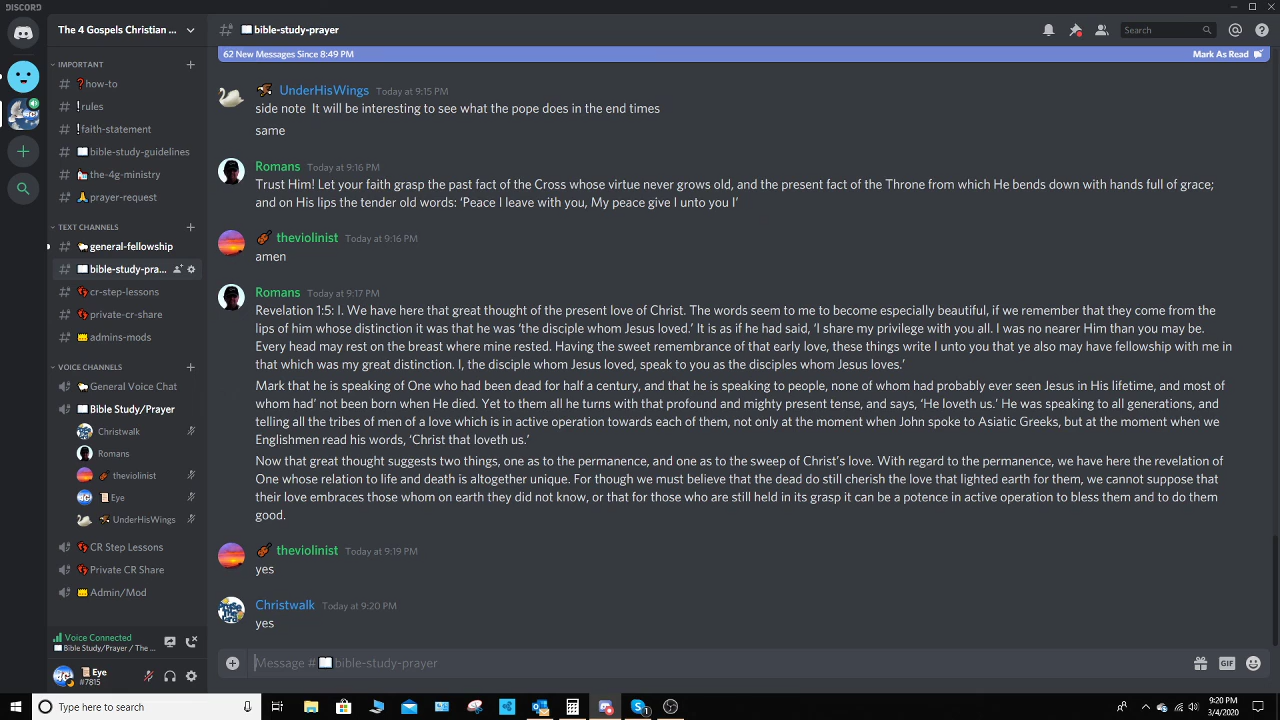 DISCORD
The 4 Gospels Christian ...
IMPORTANT
how-to
rules
faith-statement
bible-study-guidelines
the-4g-ministry
prayer-request
TEXT CHANNELS
general-fellowship
bible-study-pra...
cr-step-lessons
private-cr-share
admins-mods
VOICE CHANNELS
General Voice Chat
Bible Study/Prayer
Christwalk
Romans
theviolinist
Eye
UnderHisWings
CR Step Lessons
Private CR Share
Admin/Mod
Voice Connected
Bible Study/Prayer / The ...
Eye
#7815
bible-study-prayer
Search
62 New Messages Since 8:49 PM
Mark As Read
UnderHisWings Today at 9:15 PM
side note It will be interesting to see what the pope does in the end times
same
Romans Today at 9:16 PM
Trust Him! Let your faith grasp the past fact of the Cross whose virtue never grows old, and the present fact of the Throne from which He bends down with hands full of grace;
and on His lips the tender old words: ‘Peace I leave with you, My peace give I unto you I’
theviolinist Today at 9:16 PM
amen
Romans Today at 9:17 PM
Revelation 1:5: I. We have here that great thought of the present love of Christ. The words seem to me to become especially beautiful, if we remember that they come from the
lips of him whose distinction it was that he was ‘the disciple whom Jesus loved.’ It is as if he had said, ‘I share my privilege with you all. I was no nearer Him than you may be.
Every head may rest on the breast where mine rested. Having the sweet remembrance of that early love, these things write I unto you that ye also may have fellowship with me in
that which was my great distinction. I, the disciple whom Jesus loved, speak to you as the disciples whom Jesus loves.’
Mark that he is speaking of One who had been dead for half a century, and that he is speaking to people, none of whom had probably ever seen Jesus in His lifetime, and most of
whom had’ not been born when He died. Yet to them all he turns with that profound and mighty present tense, and says, ‘He loveth us.’ He was speaking to all generations, and
telling all the tribes of men of a love which is in active operation towards each of them, not only at the moment when John spoke to Asiatic Greeks, but at the moment when we
Englishmen read his words, ‘Christ that loveth us.’
Now that great thought suggests two things, one as to the permanence, and one as to the sweep of Christ’s love. With regard to the permanence, we have here the revelation of
One whose relation to life and death is altogether unique. For though we must believe that the dead do still cherish the love that lighted earth for them, we cannot suppose that
their love embraces those whom on earth they did not know, or that for those who are still held in its grasp it can be a potence in active operation to bless them and to do them
good.
theviolinist Today at 9:19 PM
yes
Christwalk Today at 9:20 PM
yes
Message # bible-study-prayer
GIF
Type here to search
9:20 PM
3/4/2020